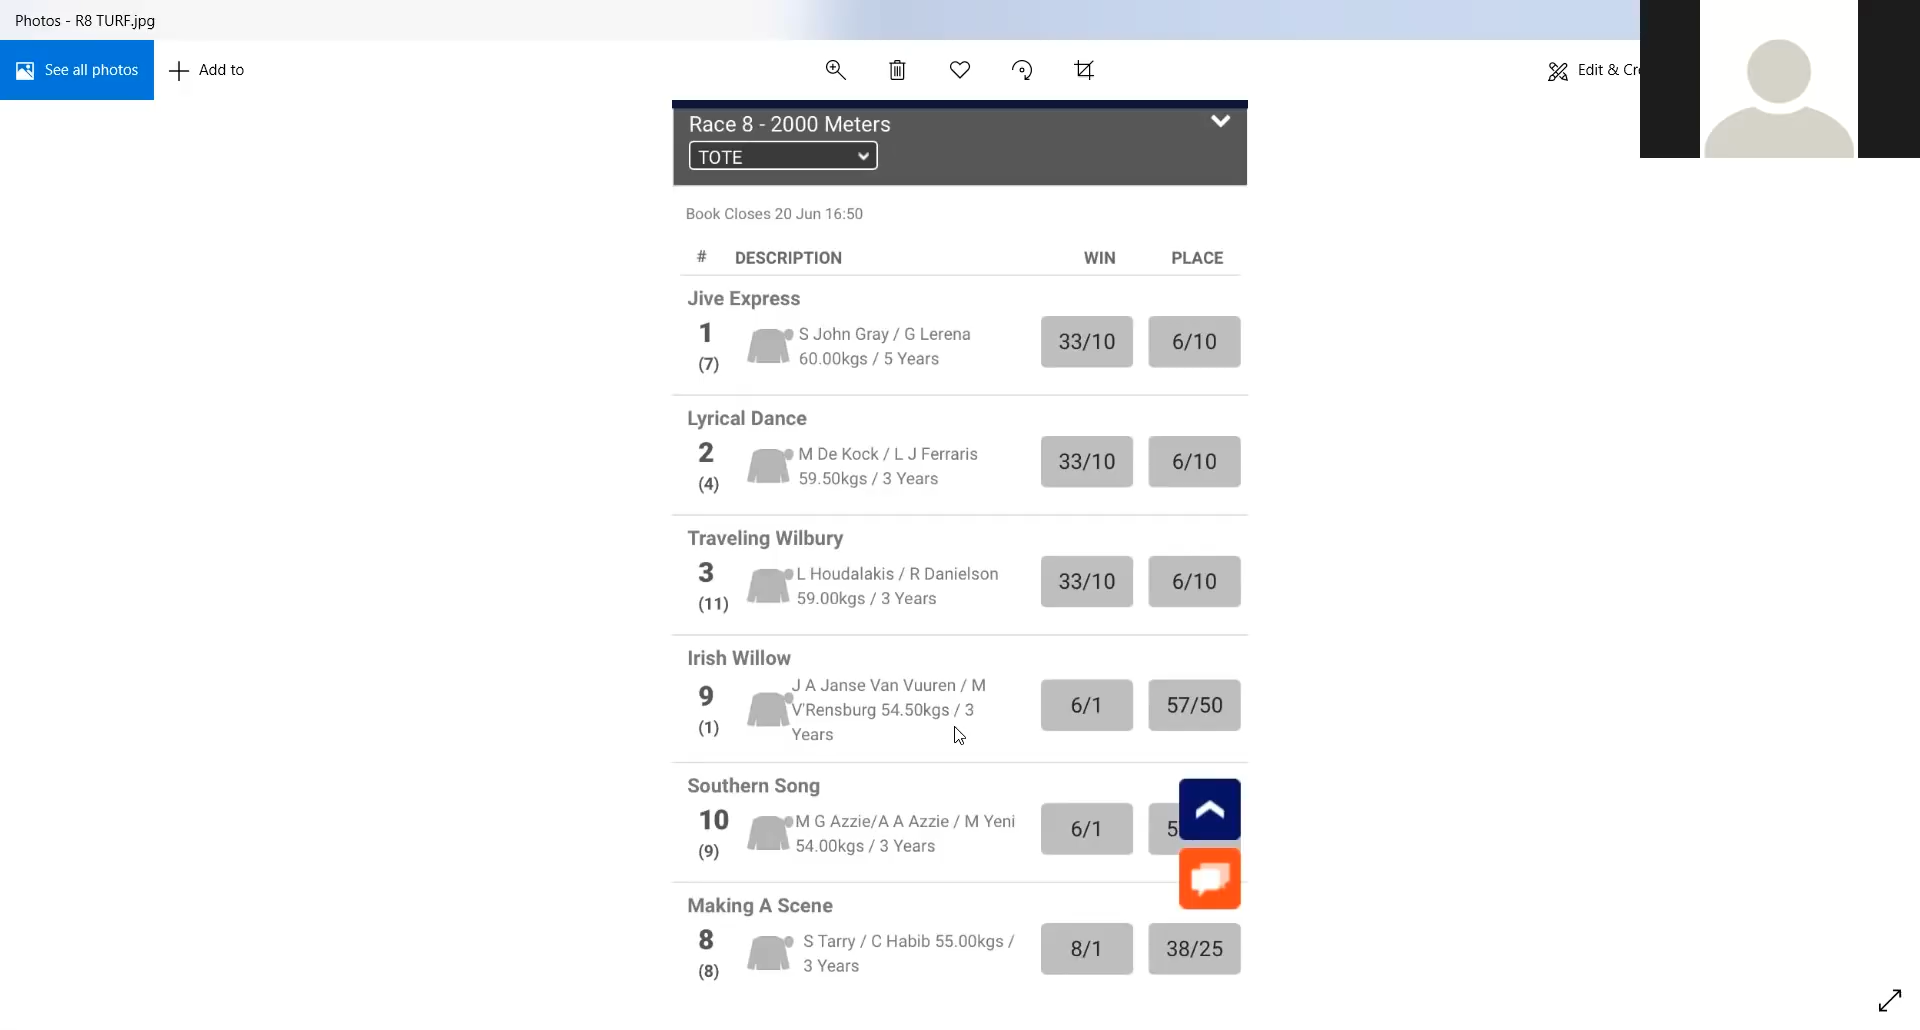 Photos - R8 TURF.jpg
See all photos
Add to
Race 8 - 2000 Meters
TOTE
Book Closes 20 Jun 16:50
# DESCRIPTION WIN PLACE
Jive Express
1
(7)
S John Gray / G Lerena
60.00kgs / 5 Years
33/10 6/10
Lyrical Dance
2
(4)
M De Kock / L J Ferraris
59.50kgs / 3 Years
33/10 6/10
Traveling Wilbury
3
(11)
L Houdalakis / R Danielson
59.00kgs / 3 Years
33/10 6/10
Irish Willow
9
(1)
J A Janse Van Vuuren / M
V'Rensburg 54.50kgs / 3
Years
6/1 57/50
Southern Song
10
(9)
M G Azzie/A A Azzie / M Yeni
54.00kgs / 3 Years
6/1
Making A Scene
8
(8)
S Tarry / C Habib 55.00kgs /
3 Years
8/1 38/25
Edit &